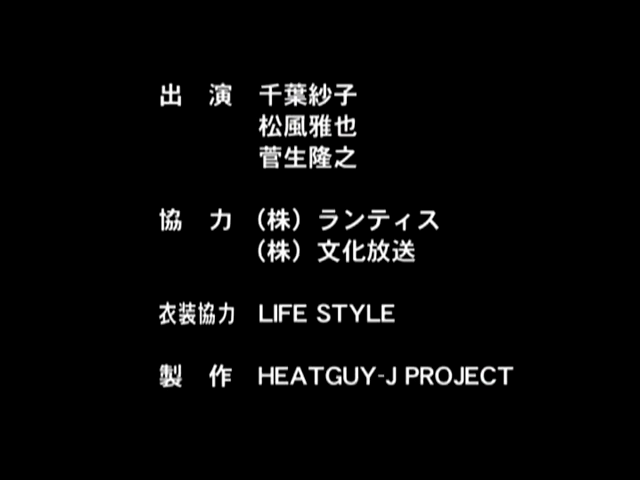 出 演 千葉紗子
松風雅也
菅生隆之
協 力 （株）ランティス
（株）文化放送
衣装協力 LIFE STYLE
製 作 HEATGUY-J PROJECT